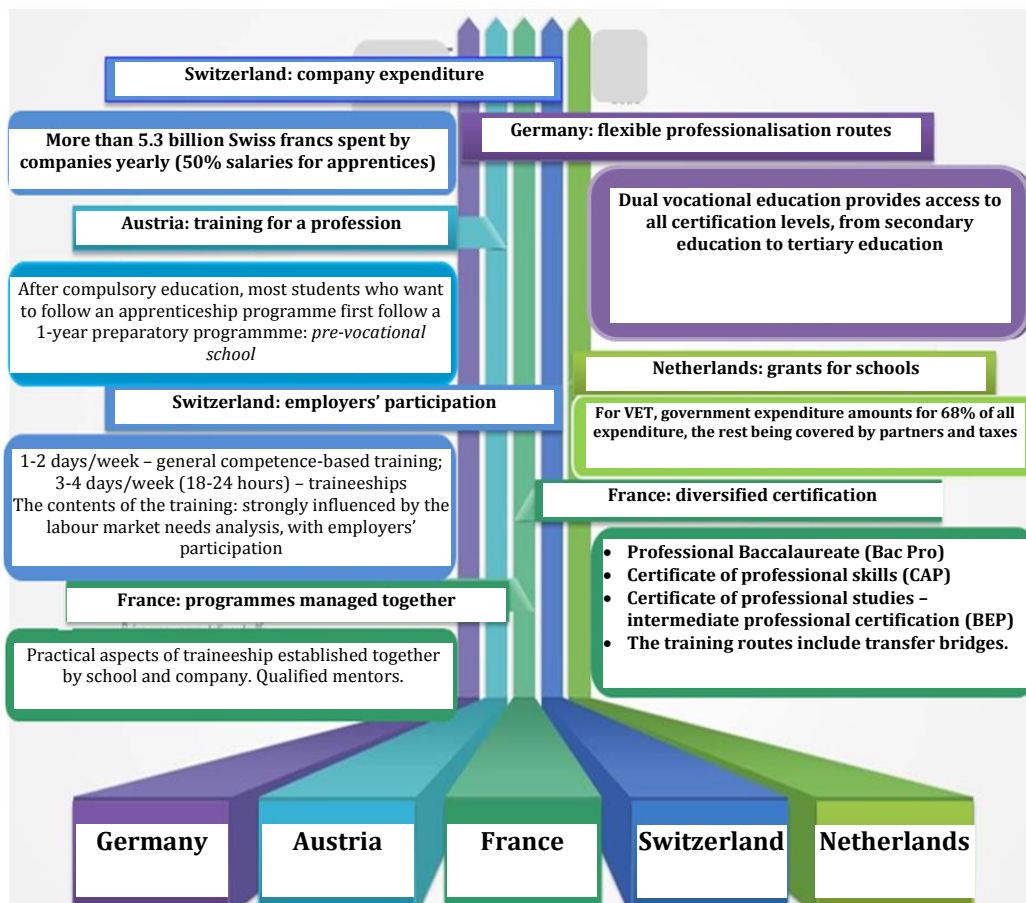 Switzerland: company expenditure
More than 5.3 billion Swiss francs spent by
companies yearly (50% salaries for apprentices)
Germany: flexible professionalisation routes
Dual vocational education provides access to
all certification levels, from secondary
education to tertiary education
Austria: training for a profession
After compulsory education, most students who want
to follow an apprenticeship programme first follow a
1-year preparatory programmme: pre-vocational
school
Netherlands: grants for schools
For VET, government expenditure amounts for 68% of all
expenditure, the rest being covered by partners and taxes
Switzerland: employers’ participation
1-2 days/week – general competence-based training;
3-4 days/week (18-24 hours) – traineeships
The contents of the training: strongly influenced by the
labour market needs analysis, with employers’
participation
France: diversified certification
• Professional Baccalaureate (Bac Pro)
• Certificate of professional skills (CAP)
• Certificate of professional studies –
intermediate professional certification (BEP)
• The training routes include transfer bridges.
France: programmes managed together
Practical aspects of traineeship established together
by school and company. Qualified mentors.
Germany
Austria
France
Switzerland
Netherlands